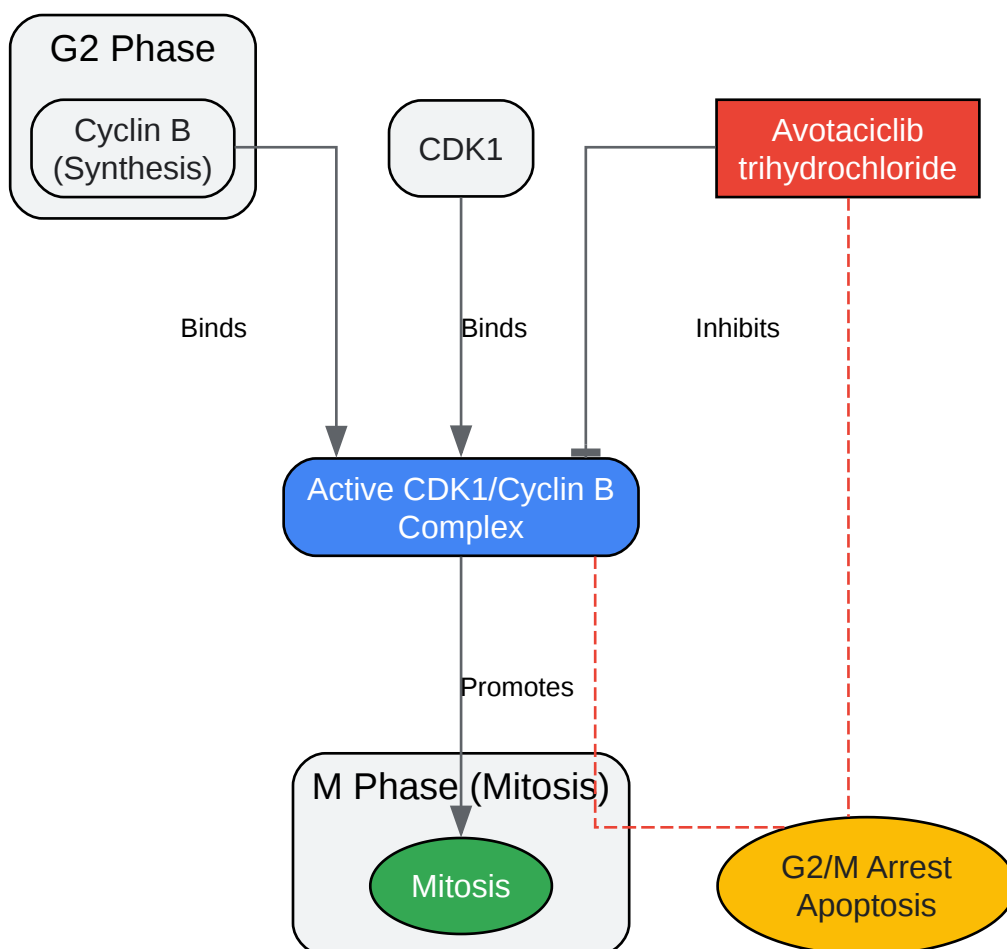 G2 Phase
Cyclin B
(Synthesis)
CDK1
Avotaciclib
trihydrochloride
Binds
Binds
Inhibits
Active CDK1/Cyclin B
Complex
Promotes
M Phase (Mitosis)
Mitosis
G2/M Arrest
Apoptosis